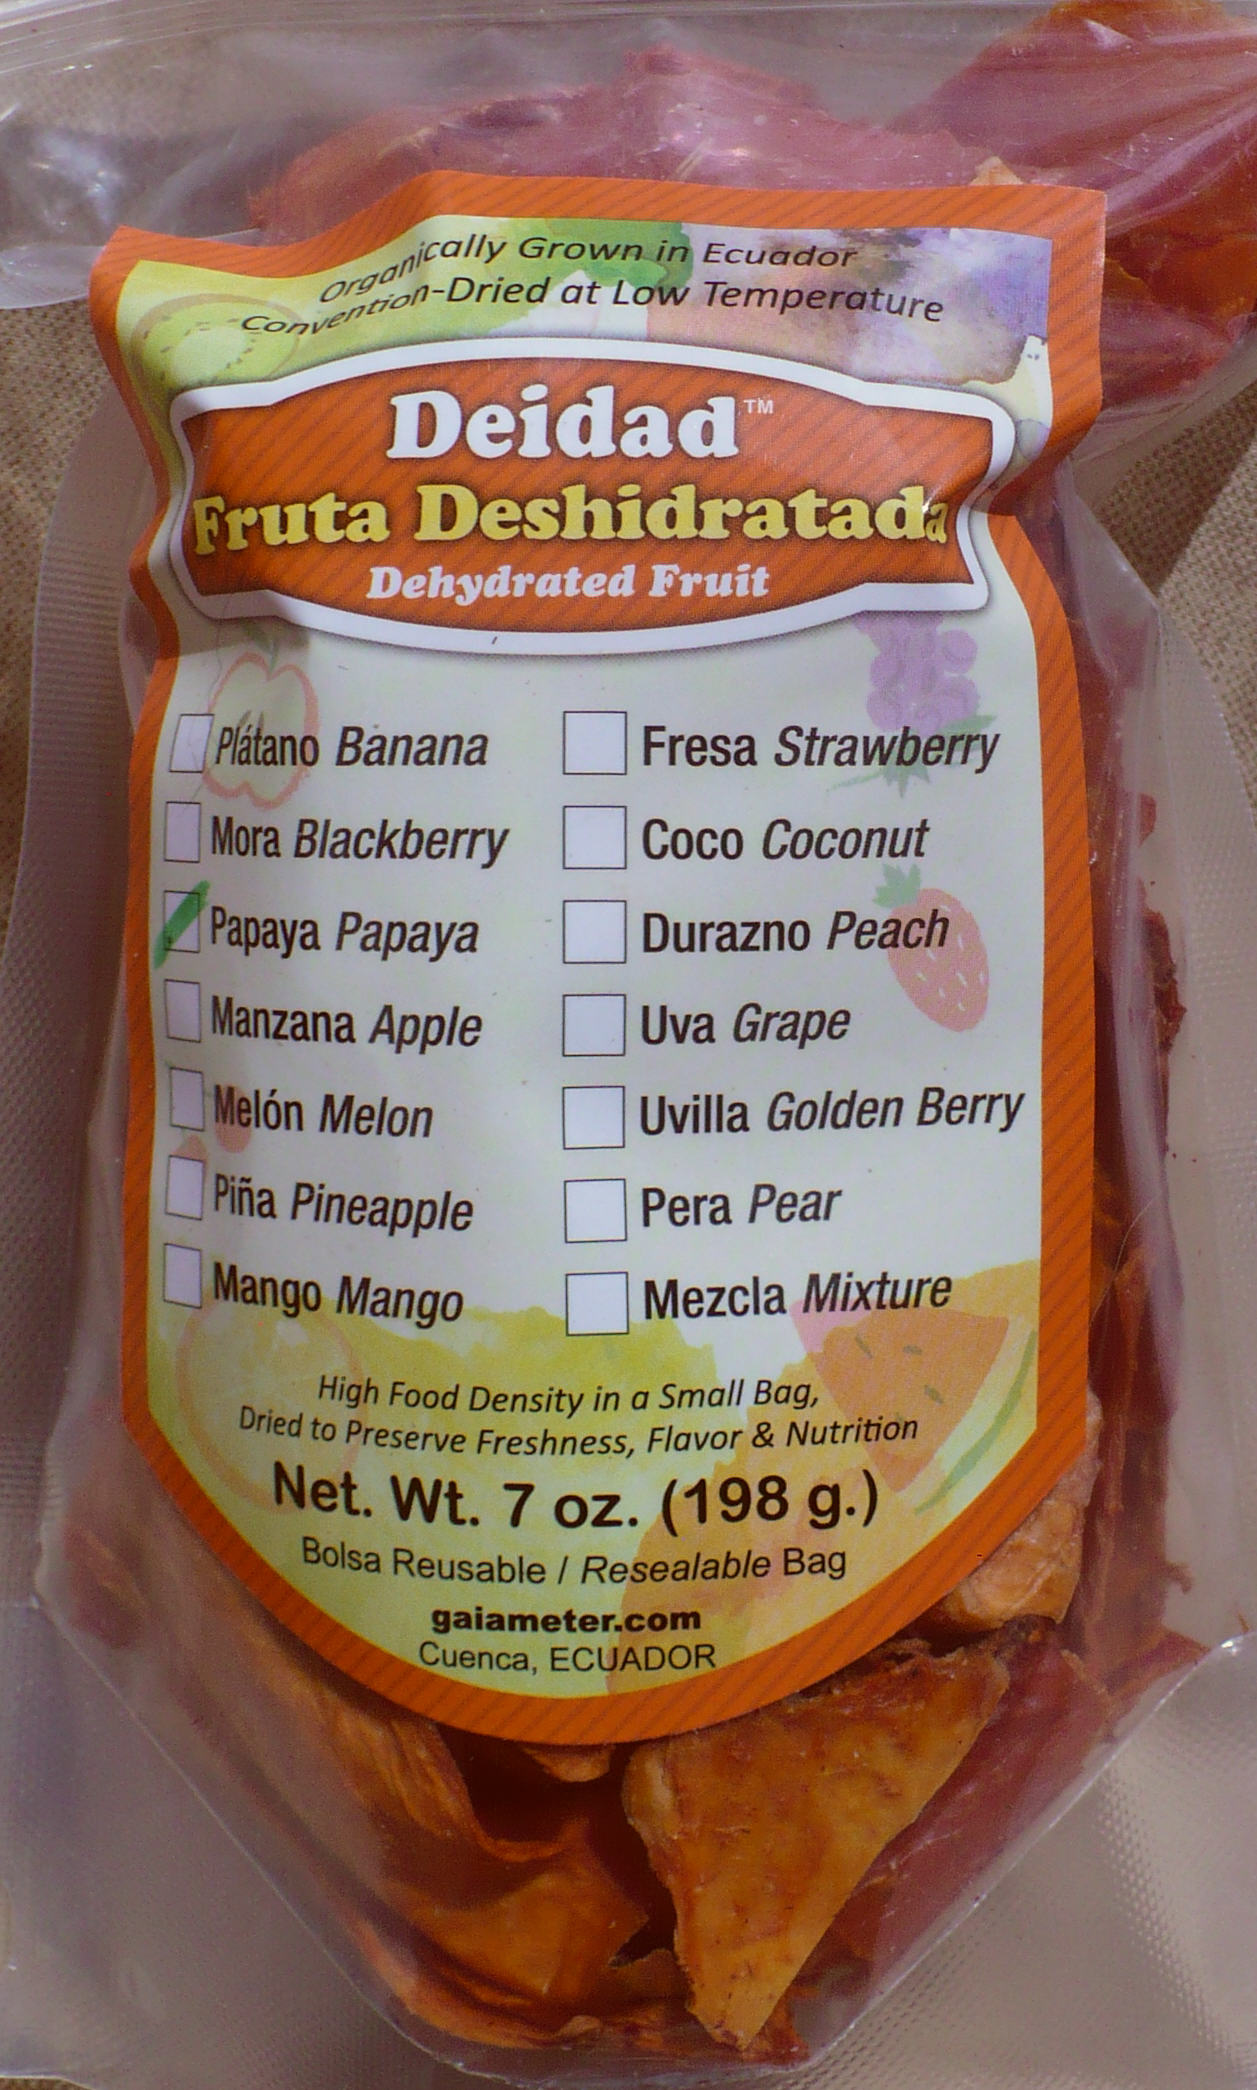 Organically Grown in Ecuador
Convention-Dried at Low Temperature
Deidad™
Fruta Deshidratada
Dehydrated Fruit
Plátano Banana
Mora Blackberry
Papaya Papaya
Manzana Apple
Melón Melon
Piña Pineapple
Mango Mango
Fresa Strawberry
Coco Coconut
Durazno Peach
Uva Grape
Uvilla Golden Berry
Pera Pear
Mezcla Mixture
High Food Density in a Small Bag,
Dried to Preserve Freshness, Flavor & Nutrition
Net. Wt. 7 oz. (198 g.)
Bolsa Reusable / Resealable Bag
gaiameter.com
Cuenca, ECUADOR